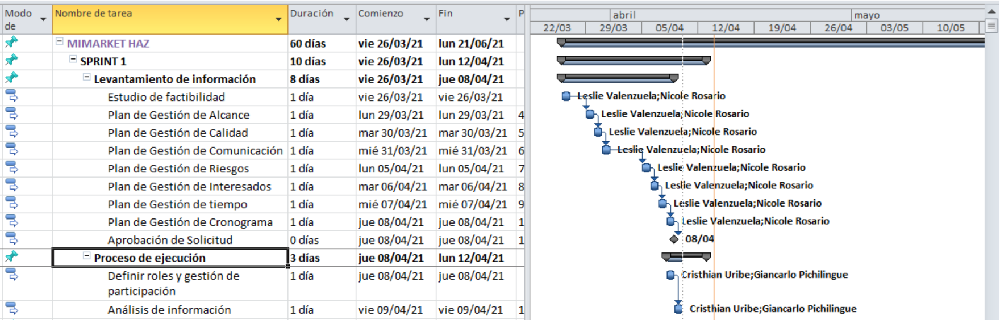 Modo de
Nombre de tarea
Duración
Comienzo
Fin
P
abril
mayo
22/03 29/03 05/04 12/04 19/04 26/04 03/05 10/05
MIMARKET HAZ 60 días vie 26/03/21 lun 21/06/21
SPRINT 1 10 días vie 26/03/21 lun 12/04/21
Levantamiento de información 8 días vie 26/03/21 jue 08/04/21
Estudio de factibilidad 1 día vie 26/03/21 vie 26/03/21 Leslie Valenzuela;Nicole Rosario
Plan de Gestión de Alcance 1 día lun 29/03/21 lun 29/03/21 4 Leslie Valenzuela;Nicole Rosario
Plan de Gestión de Calidad 1 día mar 30/03/21 mar 30/03/21 5 Leslie Valenzuela;Nicole Rosario
Plan de Gestión de Comunicación 1 día mié 31/03/21 mié 31/03/21 6 Leslie Valenzuela;Nicole Rosario
Plan de Gestión de Riesgos 1 día lun 05/04/21 lun 05/04/21 7 Leslie Valenzuela;Nicole Rosario
Plan de Gestión de Interesados 1 día mar 06/04/21 mar 06/04/21 8 Leslie Valenzuela;Nicole Rosario
Plan de Gestión de tiempo 1 día mié 07/04/21 mié 07/04/21 9 Leslie Valenzuela;Nicole Rosario
Plan de Gestión de Cronograma 1 día jue 08/04/21 jue 08/04/21 1 Leslie Valenzuela;Nicole Rosario
Aprobación de Solicitud 0 días jue 08/04/21 jue 08/04/21 1 08/04
Proceso de ejecución 3 días jue 08/04/21 lun 12/04/21
Definir roles y gestión de 1 día jue 08/04/21 jue 08/04/21 Cristhian Uribe;Giancarlo Pichilingue
participación
Análisis de información 1 día vie 09/04/21 vie 09/04/21 1 Cristhian Uribe;Giancarlo Pichilingue